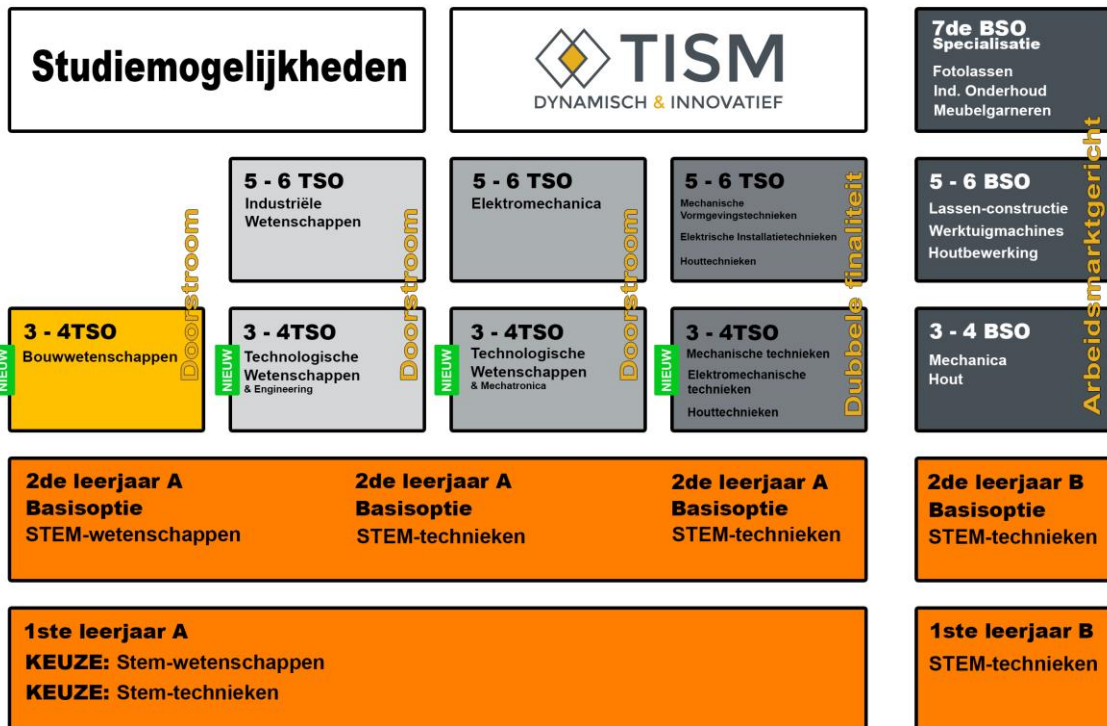 Studiemogelijkheden
TISM
DYNAMISCH & INNOVATIEF
7de BSO
Specialisatie
Fotolassen
Ind. Onderhoud
Meubelgarneren
5 - 6 TSO
Industriële
Wetenschappen
Doorstroom
5 - 6 TSO
Elektromechanica
Doorstroom
5 - 6 TSO
Mechanische
Vormgevingstechnieken
Elektrische Installatietechnieken
Houttechnieken
Dubbele finaliteit
5 - 6 BSO
Lassen-constructie
Werktuigmachines
Houtbewerking
Arbeidsmarktgericht
3 - 4TSO
Bouwwetenschappen
NIEUW
Doorstroom
3 - 4TSO
Technologische
Wetenschappen
& Engineering
NIEUW
3 - 4TSO
Technologische
Wetenschappen
& Mechatronica
NIEUW
3 - 4TSO
Mechanische technieken
Elektromechanische
technieken
Houttechnieken
NIEUW
3 - 4 BSO
Mechanica
Hout
2de leerjaar A
Basisoptie
STEM-wetenschappen
2de leerjaar A
Basisoptie
STEM-technieken
2de leerjaar A
Basisoptie
STEM-technieken
2de leerjaar B
Basisoptie
STEM-technieken
1ste leerjaar A
KEUZE: Stem-wetenschappen
KEUZE: Stem-technieken
1ste leerjaar B
STEM-technieken